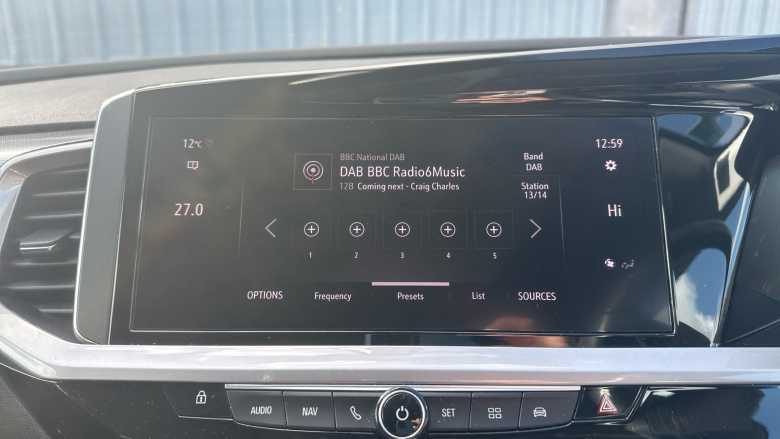 12°C
12:59
BBC National DAB
DAB BBC Radio6Music
12B Coming next - Craig Charles
Band
DAB
Station
13/14
27.0
Hi
1 2 3 4 5
OPTIONS Frequency Presets List SOURCES
AUDIO NAV SET